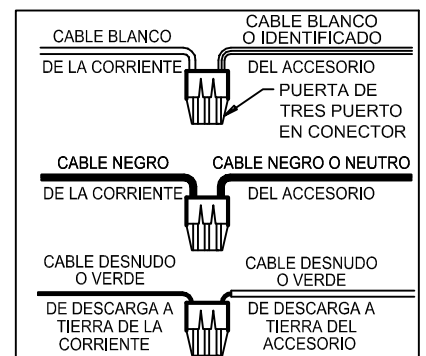 CABLE BLANCO
CABLE BLANCO
O IDENTIFICADO
DE LA CORRIENTE
DEL ACCESORIO
PUERTA DE
TRES PUERTO
EN CONECTOR
CABLE NEGRO
CABLE NEGRO O NEUTRO
DE LA CORRIENTE
DEL ACCESORIO
CABLE DESNUDO
O VERDE
CABLE DESNUDO
O VERDE
DE DESCARGA A
TIERRA DE LA
CORRIENTE
DE DESCARGA A
TIERRA DEL
ACCESORIO